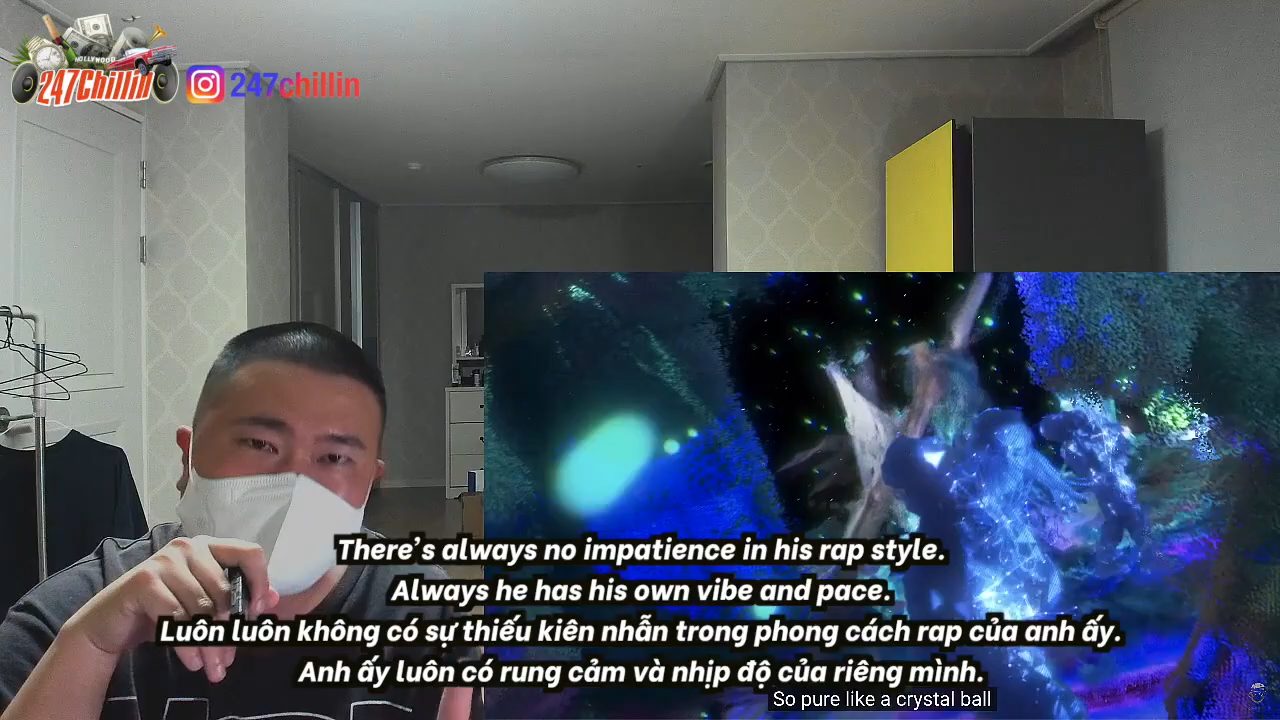 HOLLYWOOD
247Chillin
247chillin
There's always no impatience in his rap style.
Always he has his own vibe and pace.
Luôn luôn không có sự thiếu kiên nhẫn trong phong cách rap của anh ấy.
Anh ấy luôn có rung cảm và nhịp độ của riêng mình.
So pure like a crystal ball